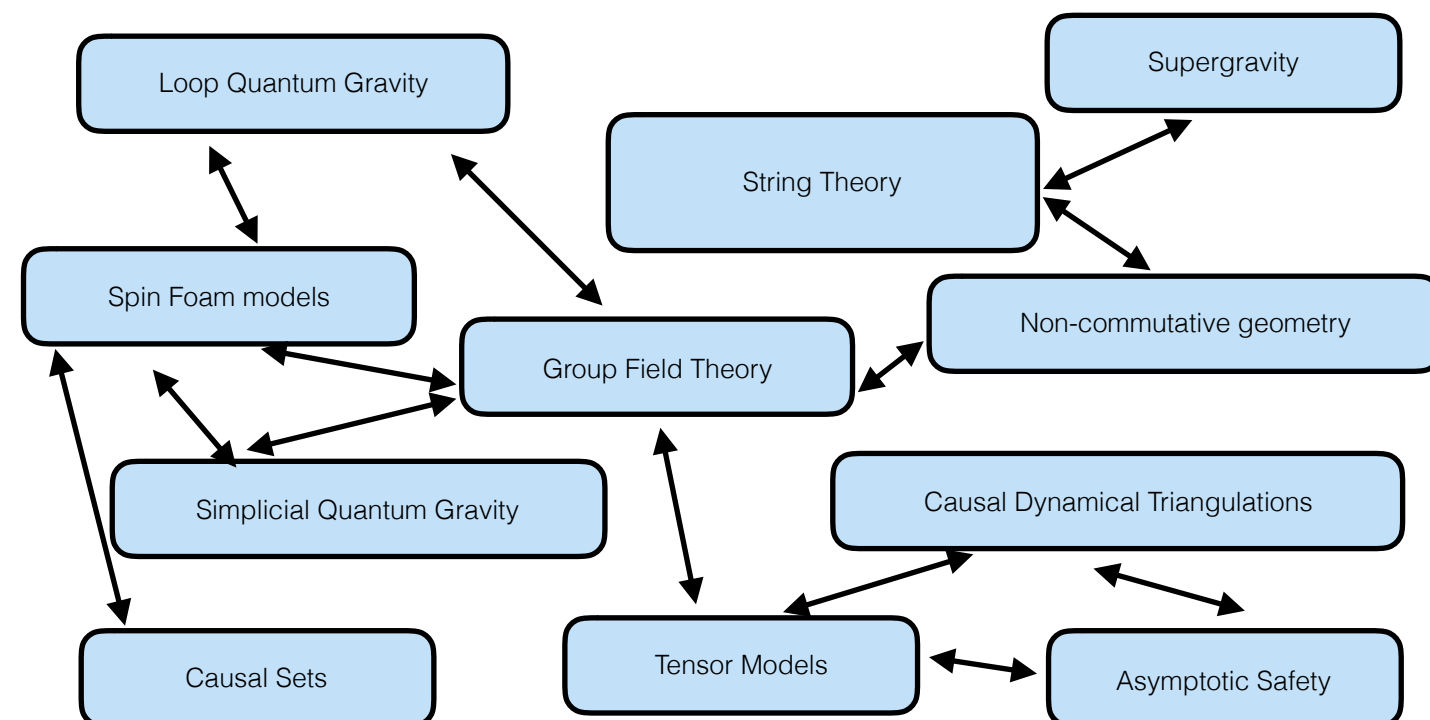 Supergravity
Loop Quantum Gravity
String Theory
Spin Foam models
Non-commutative geometry
Group Field Theory
Causal Dynamical Triangulations
Simplicial Quantum Gravity
Tensor Models
Causal Sets
Asymptotic Safety